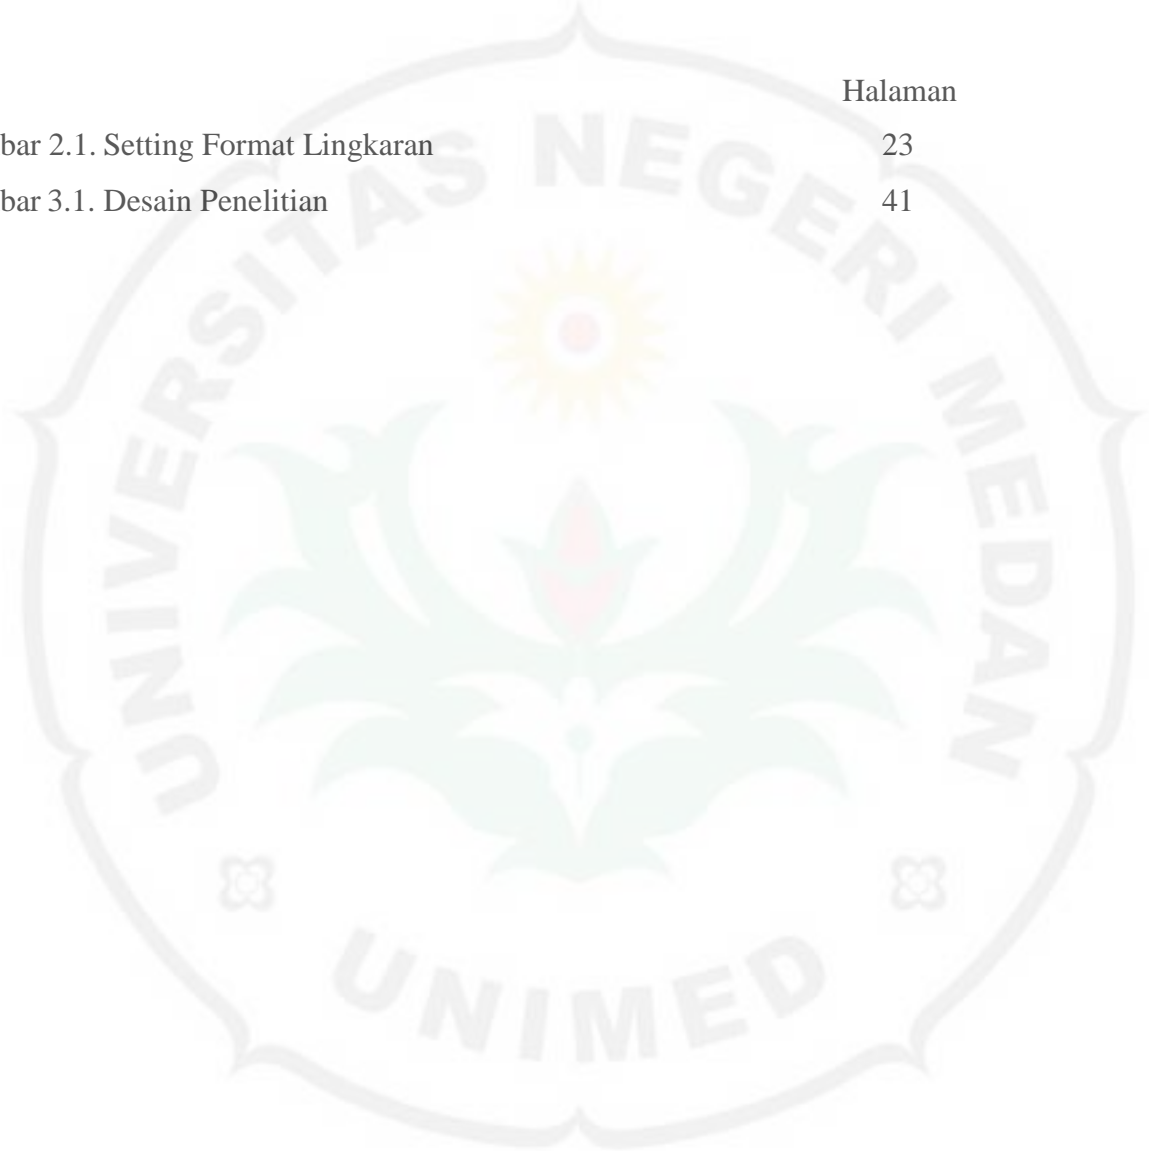 Halaman
bar 2.1. Setting Format Lingkaran 23
bar 3.1. Desain Penelitian 41
UNIVERSITAS NEGERI MEDAN
UNIMED